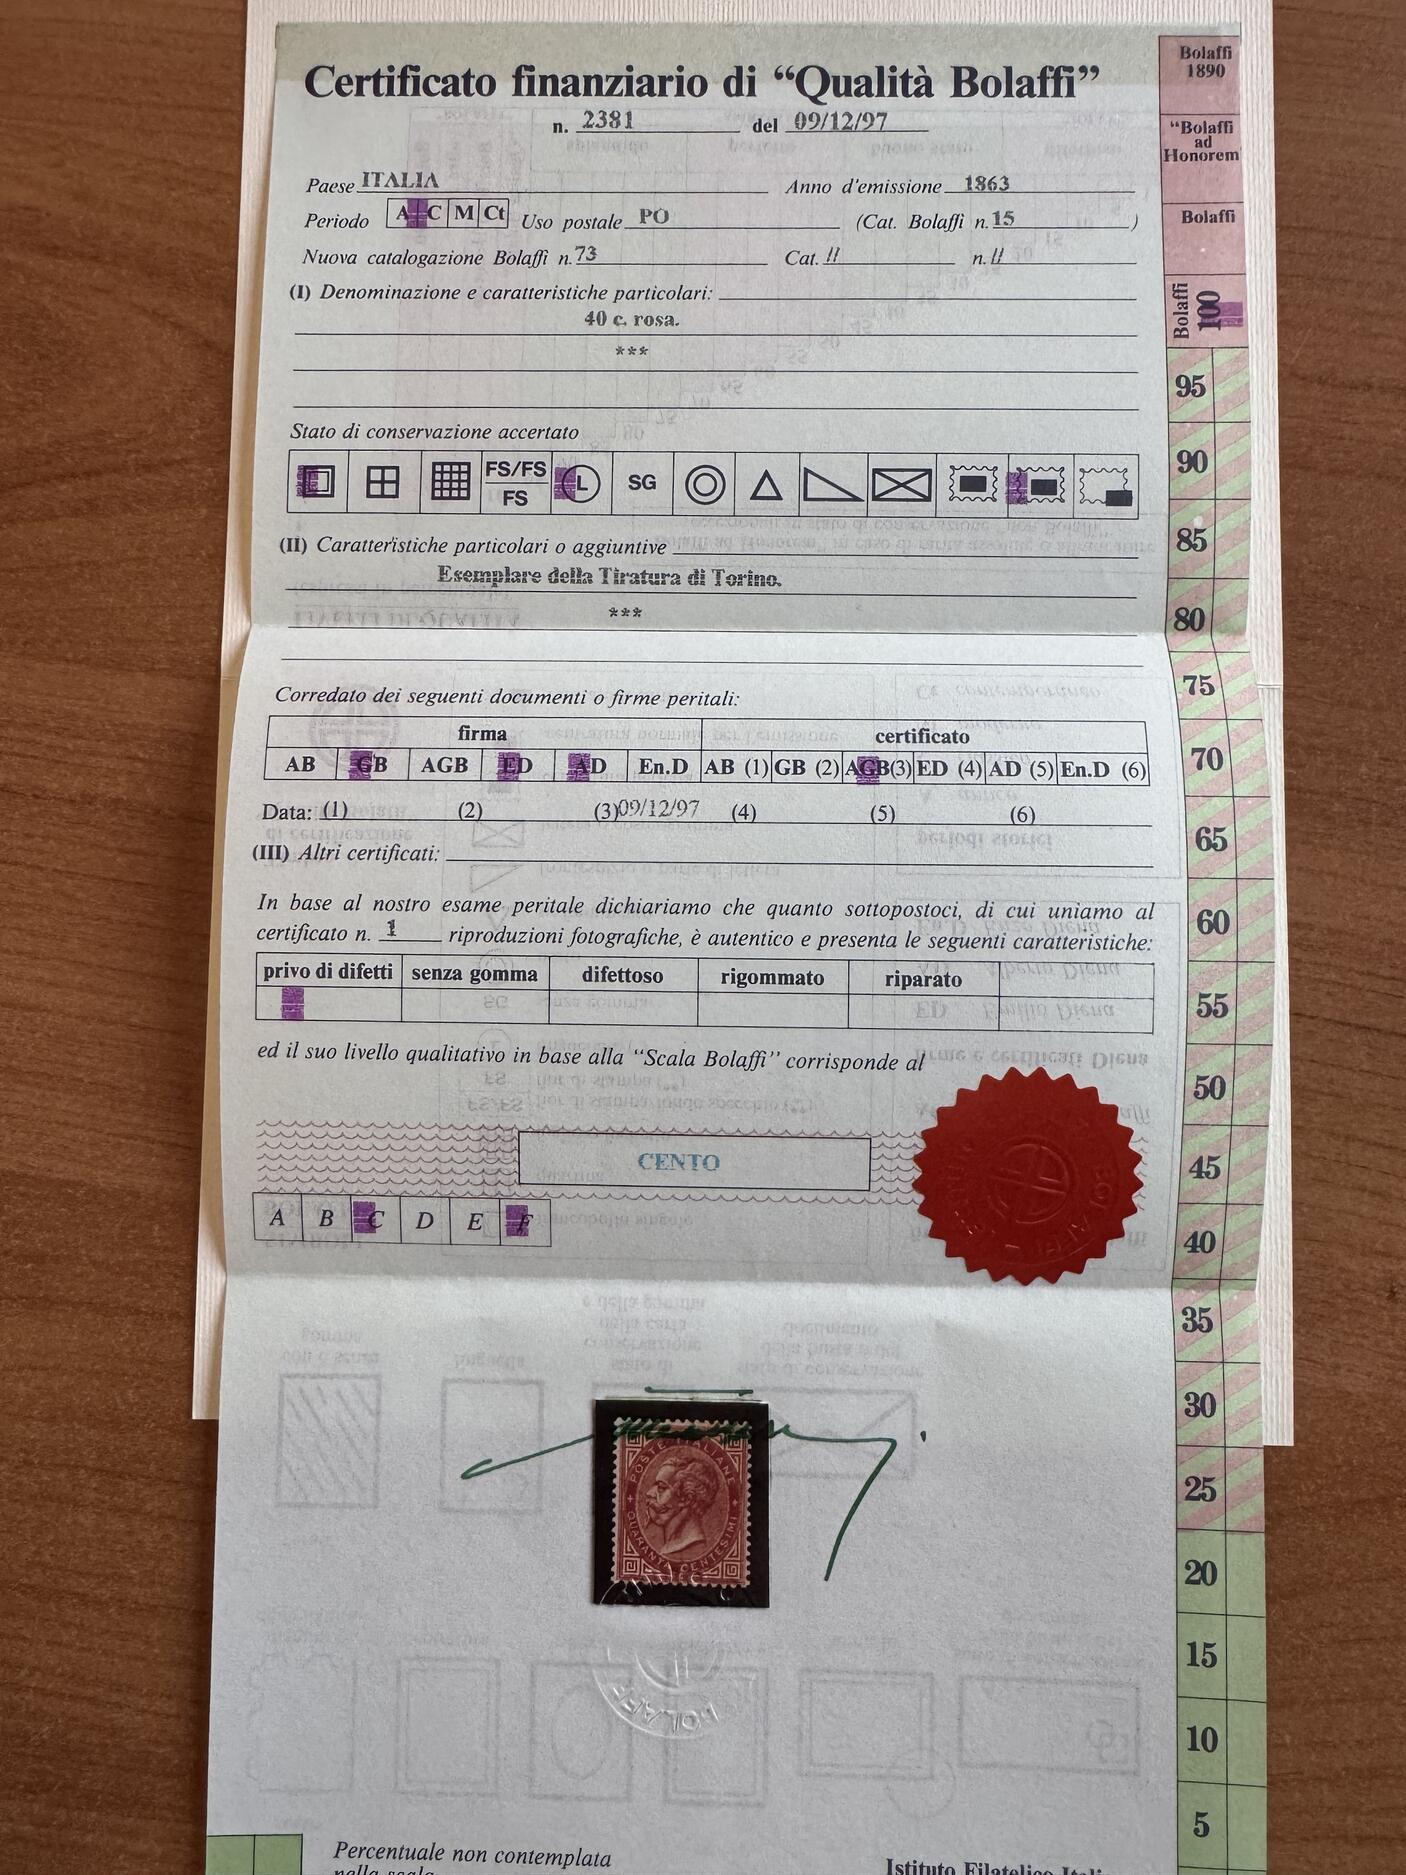 Certificato finanziario di “Qualità Bolaffi”
n. 2381 del 09/12/97
Paese ITALIA Anno d'emissione 1863
Periodo A C M Ct Uso postale PO (Cat. Bolaffi n. 15 )
Nuova catalogazione Bolaffi n. 73 Cat. // n. //
(I) Denominazione e caratteristiche particolari:
40 c. rosa.
***
Stato di conservazione accertato
FS/FS
FS
L
SG
(II) Caratteristiche particolari o aggiuntive
Esemplare della Tiratura di Torino.
***
Corredato dei seguenti documenti o firme peritali:
firma certificato
AB GB AGB ED AD En.D AB (1) GB (2) AGB (3) ED (4) AD (5) En.D (6)
Data: (1) (2) (3) 09/12/97 (4) (5) (6)
(III) Altri certificati:
In base al nostro esame peritale dichiariamo che quanto sottopostoci, di cui uniamo al
certificato n. 1 riproduzioni fotografiche, è autentico e presenta le seguenti caratteristiche:
privo di difetti senza gomma difettoso rigommato riparato
ed il suo livello qualitativo in base alla “Scala Bolaffi” corrisponde al
CENTO
A B C D E F
POSTE ITALIANE
QUARANTA CENTESIMI
BOLAFFI
Percentuale non contemplata
nella scala
Istituto Filatelico
Bolaffi
1890
“Bolaffi
ad
Honorem”
Bolaffi
Bolaffi
100
95
90
85
80
75
70
65
60
55
50
45
40
35
30
25
20
15
10
5